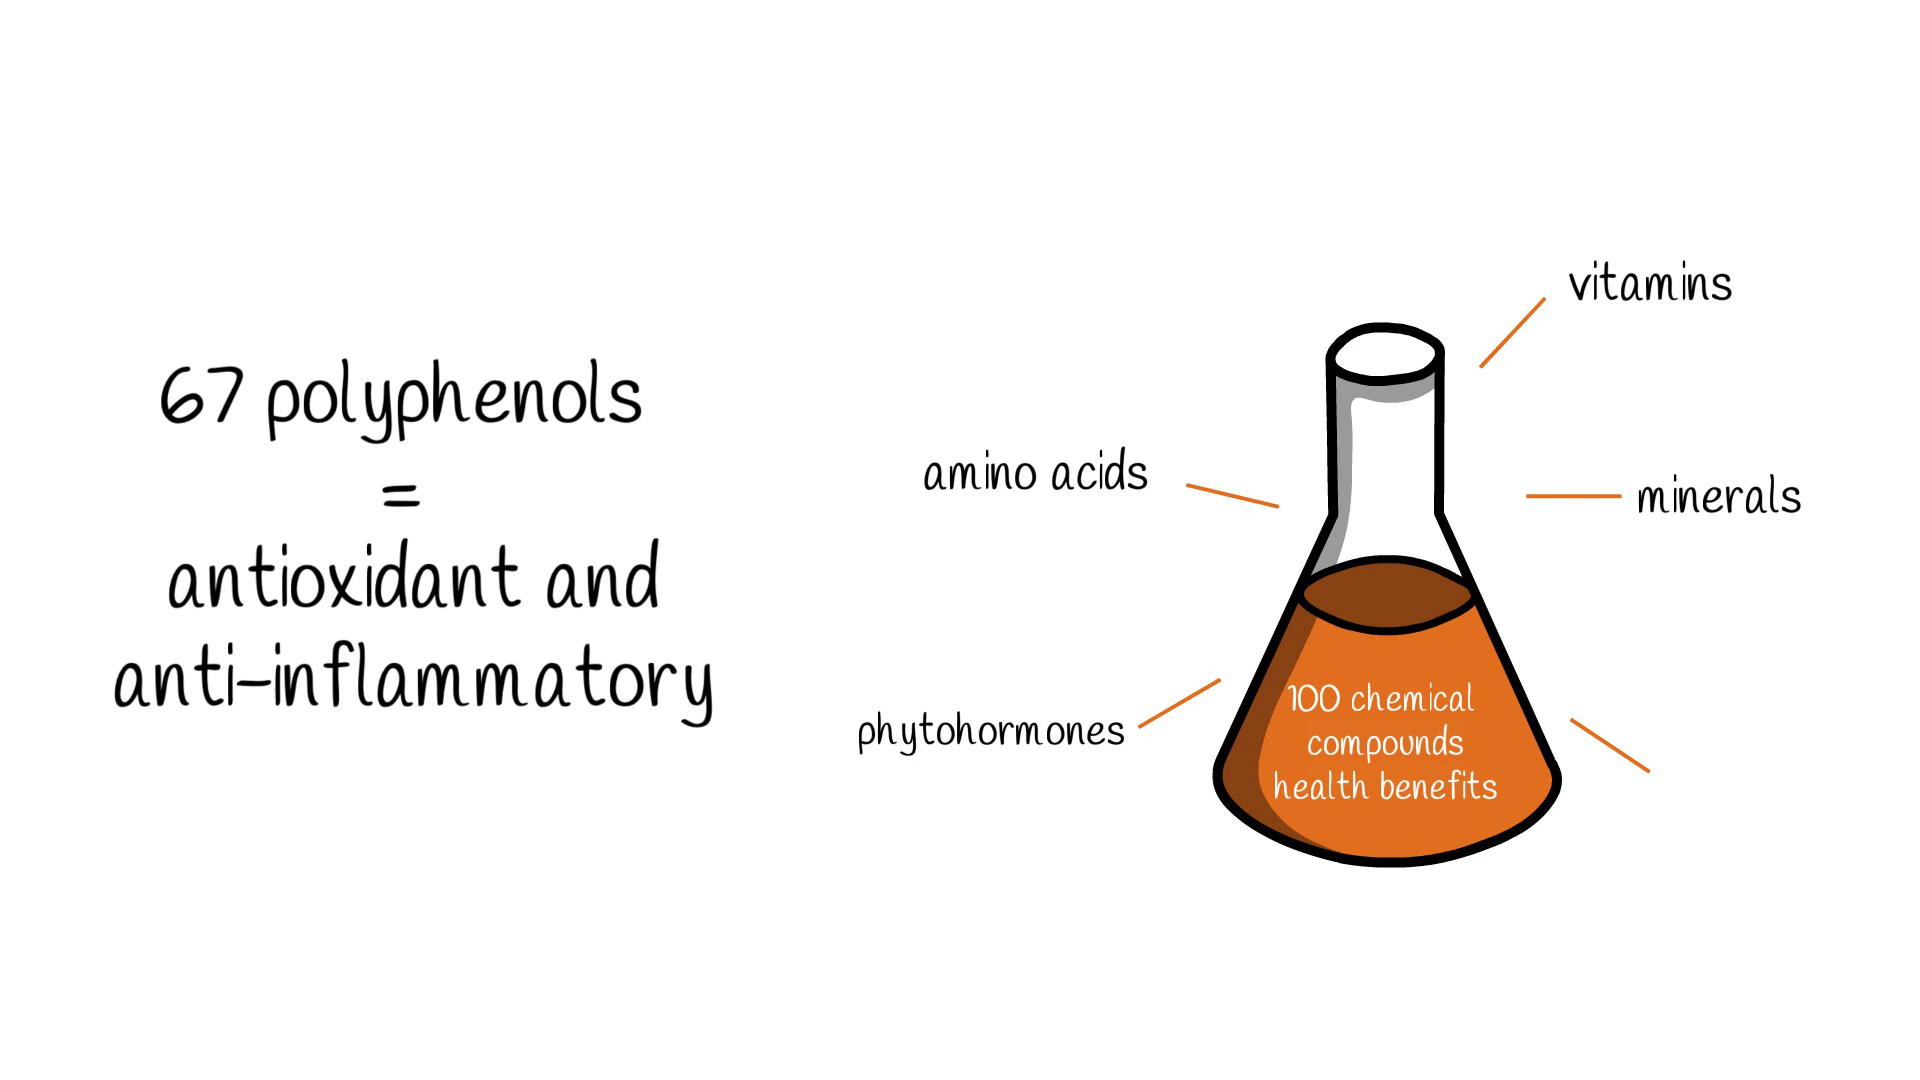 67 polyphenols
=
antioxidant and
anti-inflammatory
vitamins
amino acids
minerals
phytohormones
100 chemical
compounds
health benefits